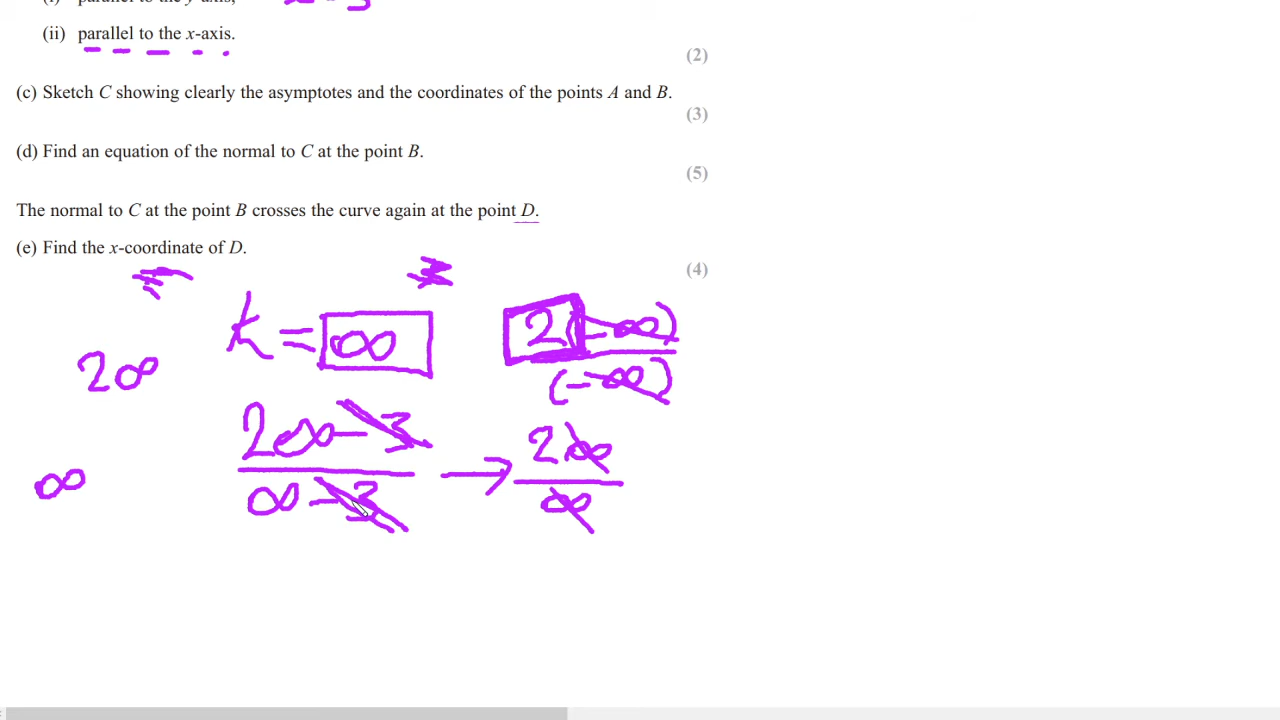 (ii) parallel to the x-axis.
(2)
(c) Sketch C showing clearly the asymptotes and the coordinates of the points A and B.
(3)
(d) Find an equation of the normal to C at the point B.
(5)
The normal to C at the point B crosses the curve again at the point D.
(e) Find the x-coordinate of D.
(4)
= ∞
2(-∞)
(-∞)
2∞
2∞-3
∞-3
→
2∞
∞
∞